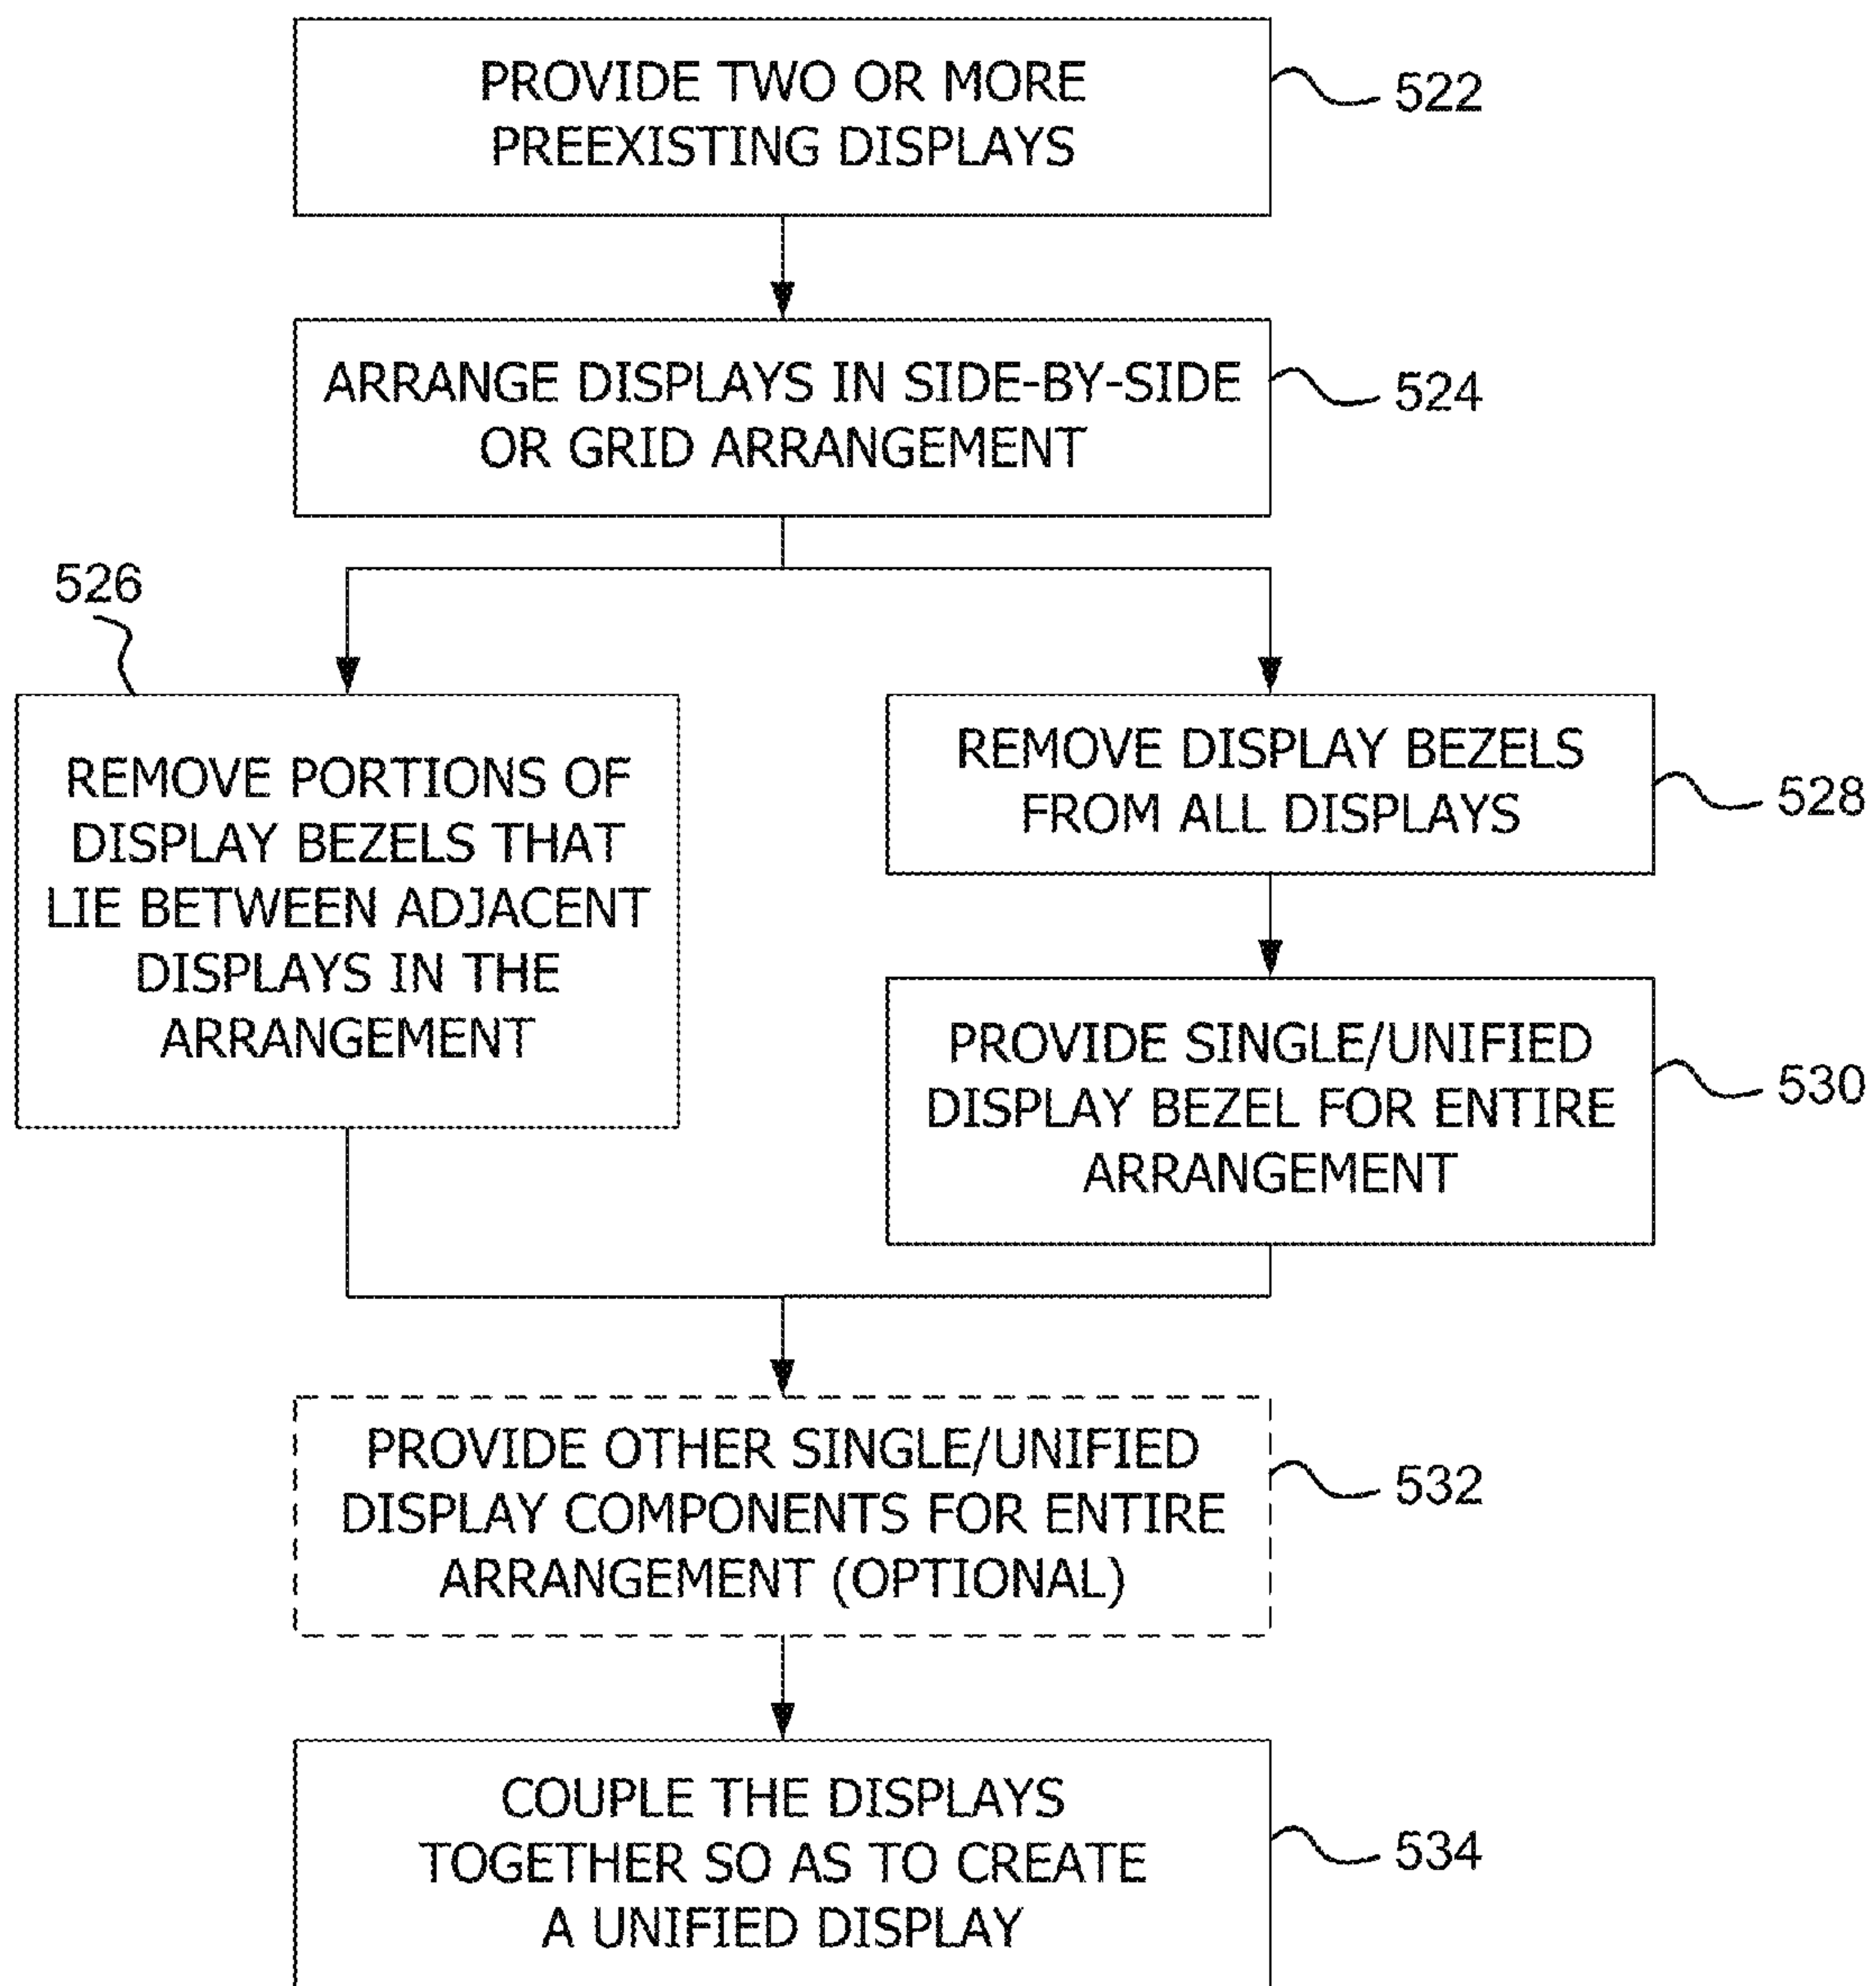 PROVIDE TWO OR MORE
PREEXISTING DISPLAYS
522
ARRANGE DISPLAYS IN SIDE-BY-SIDE
OR GRID ARRANGEMENT
524
526
REMOVE PORTIONS OF
DISPLAY BEZELS THAT
LIE BETWEEN ADJACENT
DISPLAYS IN THE
ARRANGEMENT
REMOVE DISPLAY BEZELS
FROM ALL DISPLAYS
528
PROVIDE SINGLE/UNIFIED
DISPLAY BEZEL FOR ENTIRE
ARRANGEMENT
530
PROVIDE OTHER SINGLE/UNIFIED
DISPLAY COMPONENTS FOR ENTIRE
ARRANGEMENT (OPTIONAL)
532
COUPLE THE DISPLAYS
TOGETHER SO AS TO CREATE
A UNIFIED DISPLAY
534